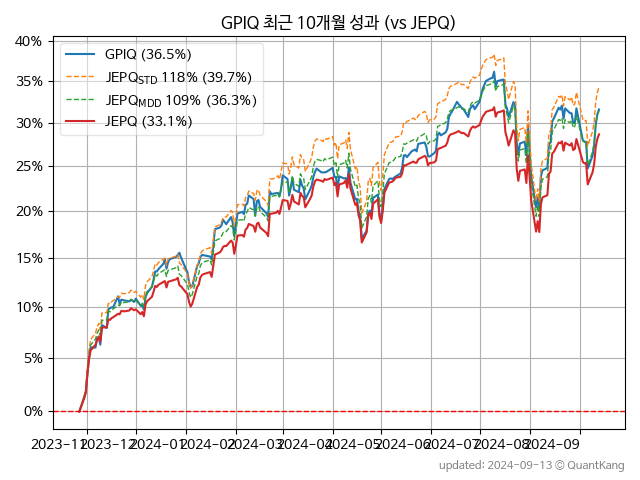 GPIQ 최근 10개월 성과 (vs JEPQ)
GPIQ (36.5%)
JEPQSTD 118% (39.7%)
JEPQMDD 109% (36.3%)
JEPQ (33.1%)
40%
35%
30%
25%
20%
15%
10%
5%
0%
2023-11 2023-12 2024-01 2024-02 2024-03 2024-04 2024-05 2024-06 2024-07 2024-08 2024-09
updated: 2024-09-13 © QuantKang